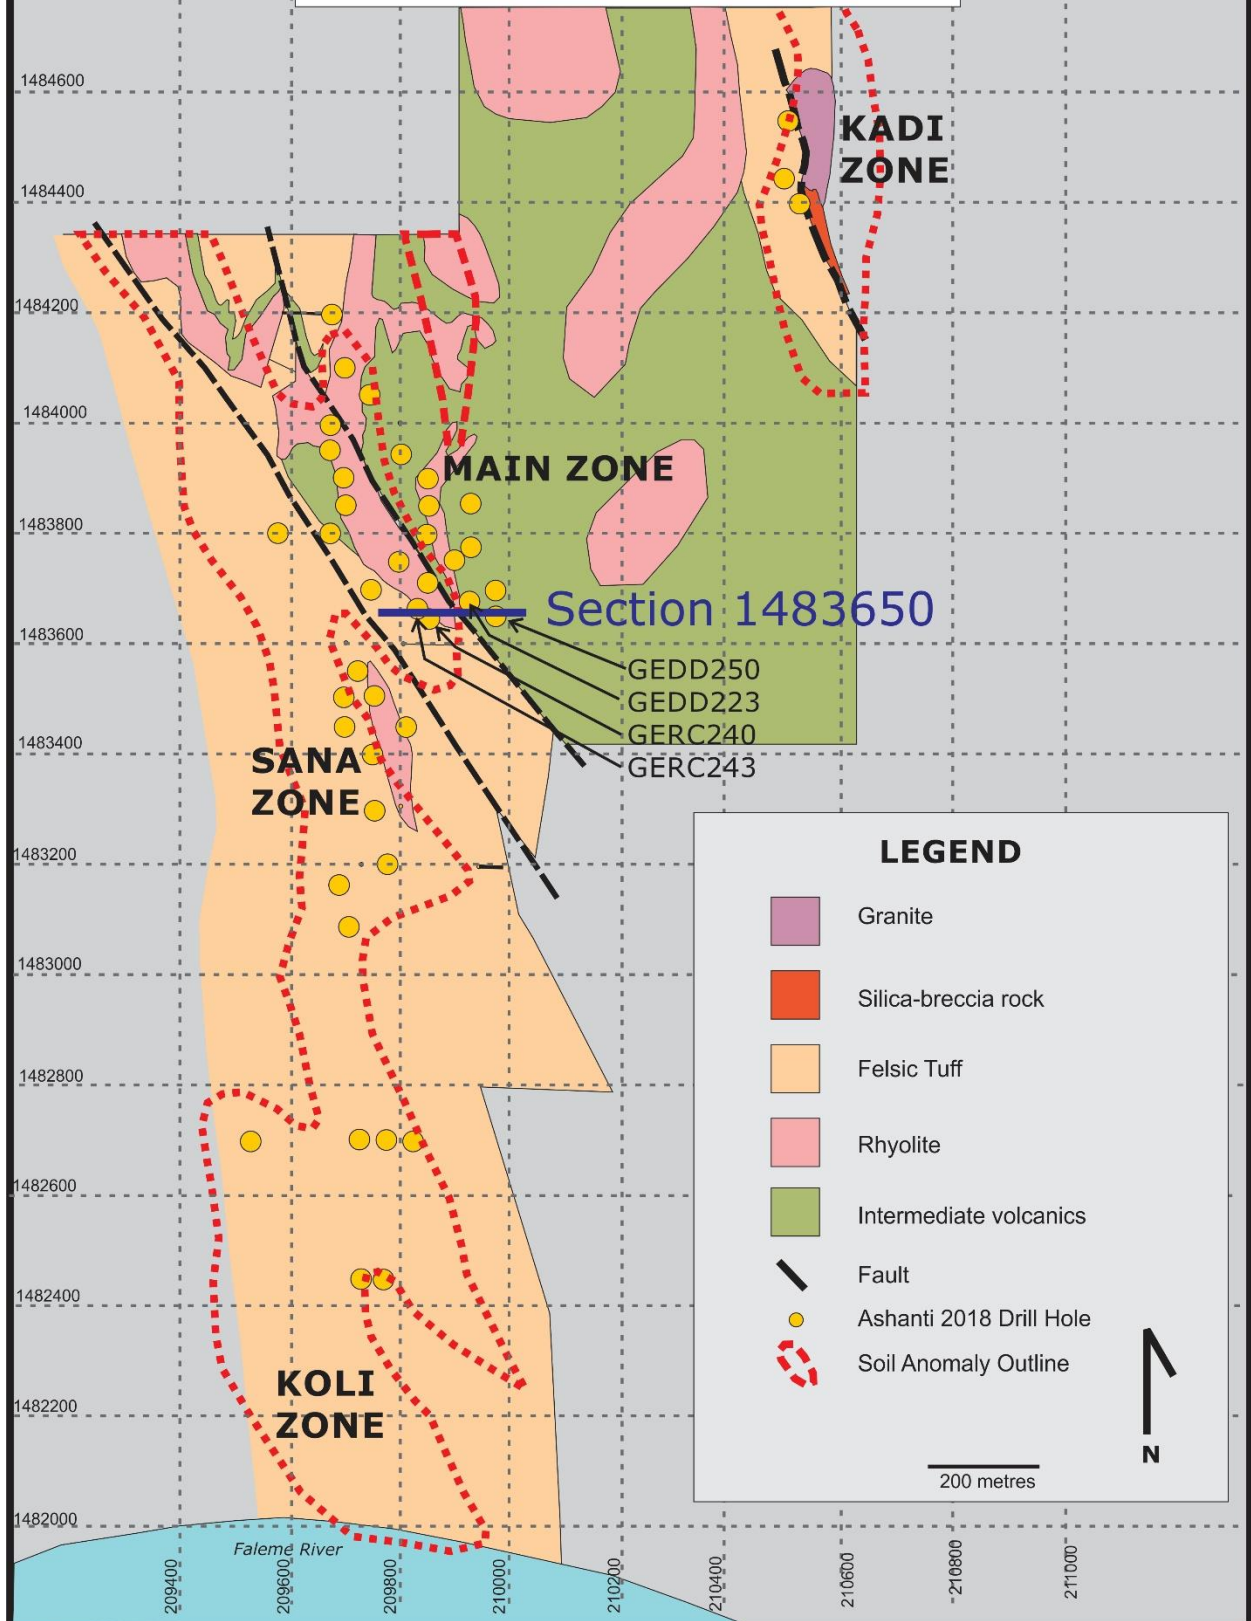 1484600
KADI
ZONE
1484400
1484200
1484000
MAIN ZONE
1483800
Section 1483650
1483600
GEDD250
GEDD223
GERC240
GERC243
1483400
SANA
ZONE
1483200
1483000
1482800
1482600
1482400
KOLI
ZONE
1482200
1482000
Faleme River
209400
209600
209800
210000
210200
210400
210600
210800
211000
LEGEND
Granite
Silica-breccia rock
Felsic Tuff
Rhyolite
Intermediate volcanics
Fault
Ashanti 2018 Drill Hole
Soil Anomaly Outline
N
200 metres